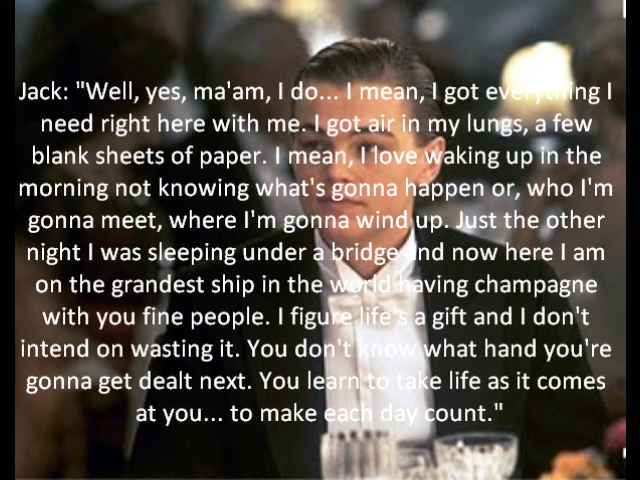 Jack: "Well, yes, ma'am, I do... I mean, I got everything I
need right here with me. I got air in my lungs, a few
blank sheets of paper. I mean, I love waking up in the
morning not knowing what's gonna happen or, who I'm
gonna meet, where I'm gonna wind up. Just the other
night I was sleeping under a bridge and now here I am
on the grandest ship in the world having champagne
with you fine people. I figure life's a gift and I don't
intend on wasting it. You don't know what hand you're
gonna get dealt next. You learn to take life as it comes
at you... to make each day count."